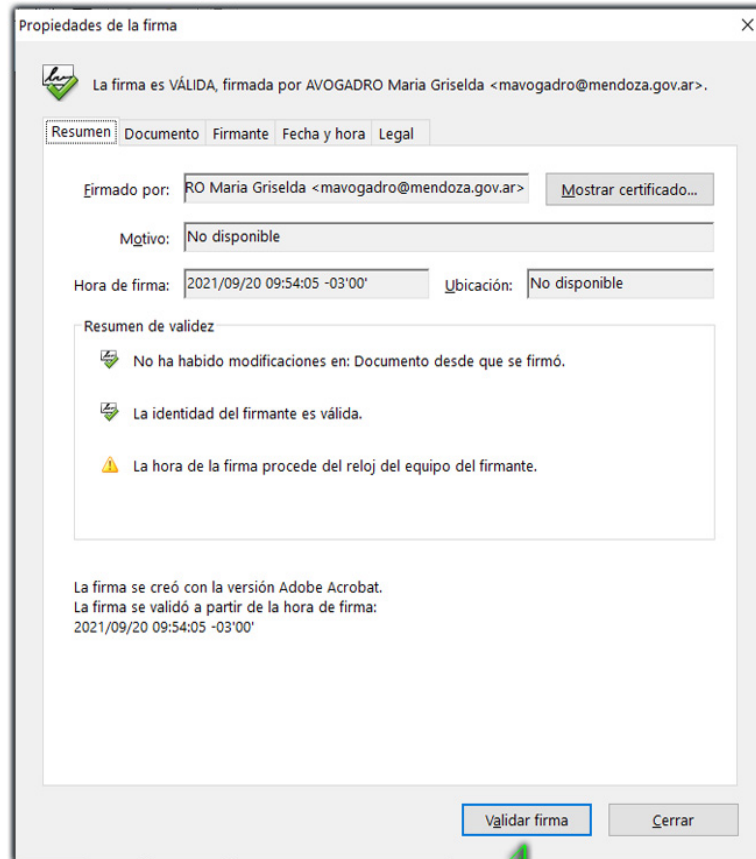 Propiedades de la firma
La firma es VÁLIDA, firmada por AVOGADRO Maria Griselda <mavogadro@mendoza.gov.ar>.
Resumen Documento Firmante Fecha y hora Legal
Firmado por: RO Maria Griselda <mavogadro@mendoza.gov.ar> Mostrar certificado...
Motivo: No disponible
Hora de firma: 2021/09/20 09:54:05 -03'00' Ubicación: No disponible
Resumen de validez
No ha habido modificaciones en: Documento desde que se firmó.
La identidad del firmante es válida.
La hora de la firma procede del reloj del equipo del firmante.
La firma se creó con la versión Adobe Acrobat.
La firma se validó a partir de la hora de firma:
2021/09/20 09:54:05 -03'00'
Validar firma Cerrar